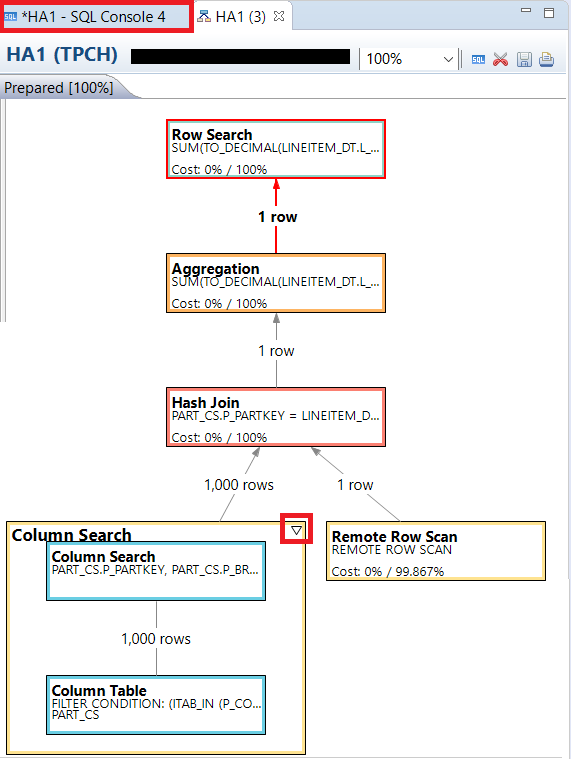 SQL *HA1 - SQL Console 4
HA1 (3)
HA1 (TPCH)
100%
SQL
Prepared [100%]
Row Search
SUM(TO_DECIMAL(LINEITEM_DT.L_...
Cost: 0% / 100%
1 row
Aggregation
SUM(TO_DECIMAL(LINEITEM_DT.L_...
Cost: 0% / 100%
1 row
Hash Join
PART_CS.P_PARTKEY = LINEITEM_D...
Cost: 0% / 100%
1,000 rows
1 row
Column Search
Column Search
PART_CS.P_PARTKEY, PART_CS.P_BR...
1,000 rows
Column Table
FILTER CONDITION: (ITAB_IN (P_CO...
PART_CS
Remote Row Scan
REMOTE ROW SCAN
Cost: 0% / 99.867%